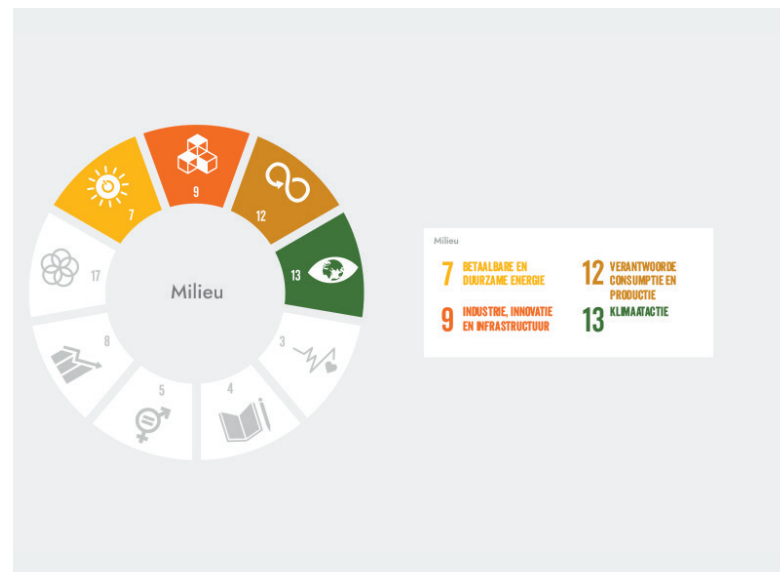 9
7
12
17
13
Milieu
8
3
5
4
Milieu
7 BETAALBARE EN
DUURZAME ENERGIE
9 INDUSTRIE, INNOVATIE
EN INFRASTRUCTUUR
12 VERANTWOORDE
CONSUMPTIE EN
PRODUCTIE
13 KLIMAATACTIE